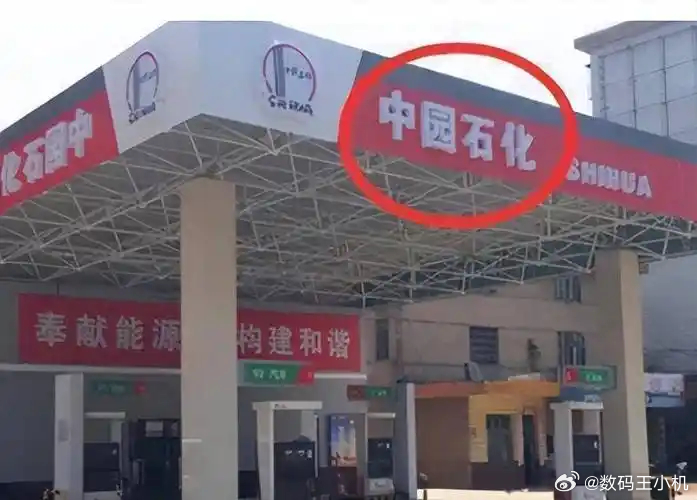 中园石化
SHIHUA
化石园中
奉献能源 构建和谐
@数码王小机